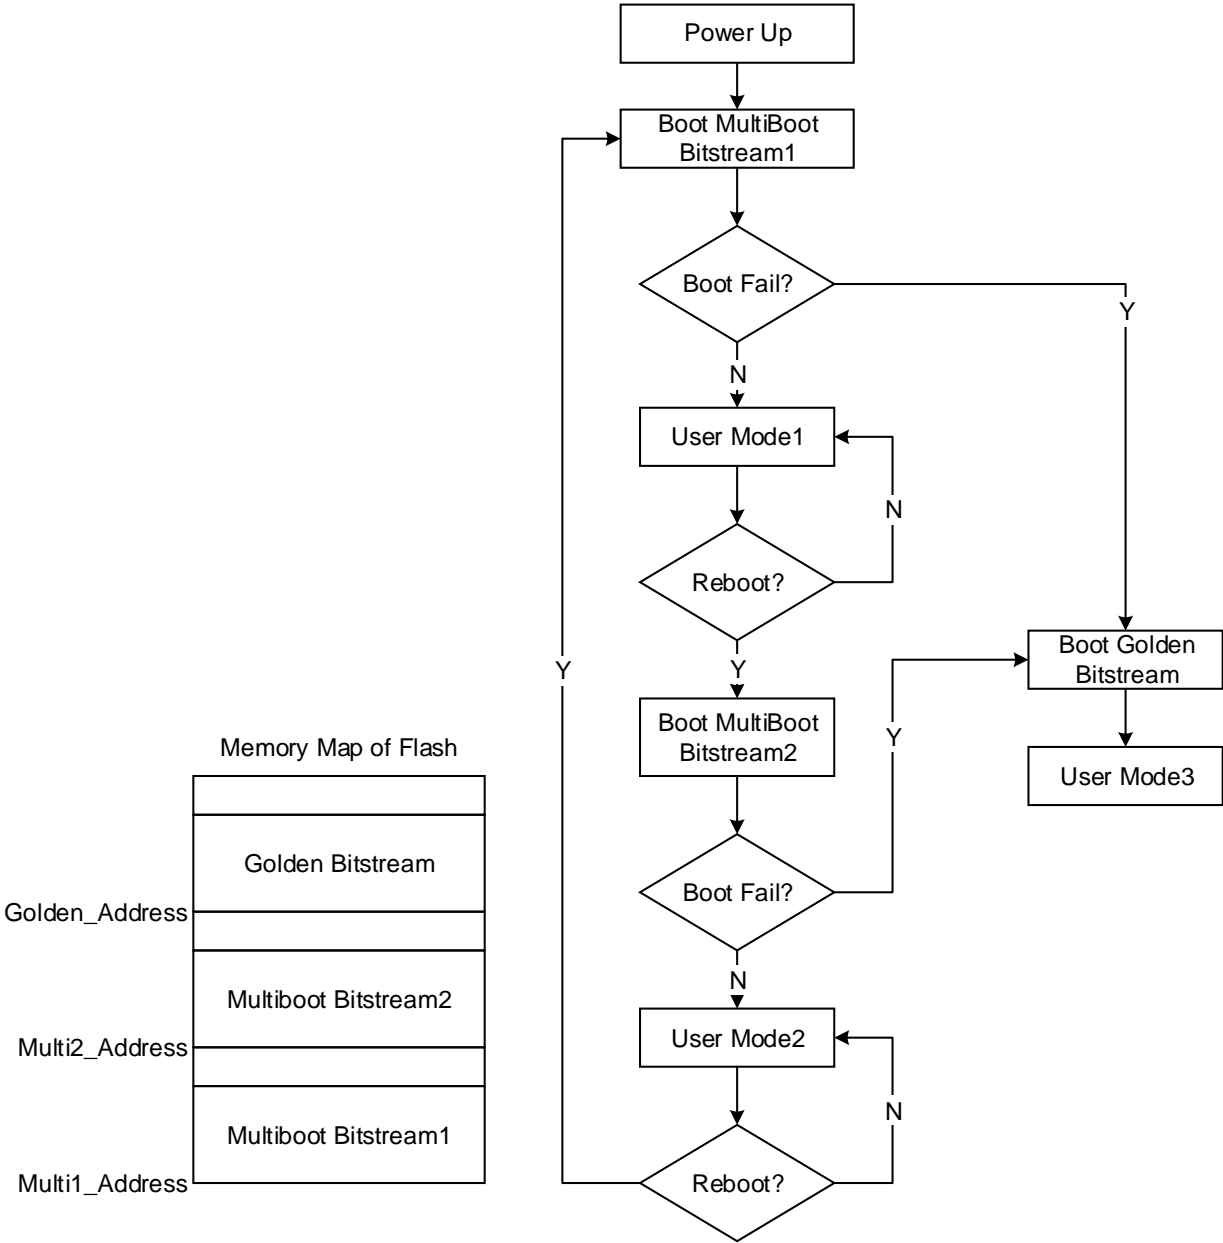 Power Up
Boot MultiBoot
Bitstream1
Boot Fail?
Y
N
User Mode1
N
Reboot?
Y
Y
Boot MultiBoot
Bitstream2
Y
Boot Golden
Bitstream
User Mode3
Boot Fail?
N
User Mode2
N
Reboot?
Memory Map of Flash
Golden Bitstream
Golden_Address
Multiboot Bitstream2
Multi2_Address
Multiboot Bitstream1
Multi1_Address